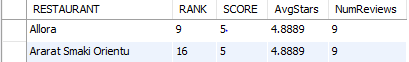 RESTAURANT RANK SCORE AvgStars NumReviews
Allora 9 5 4.8889 9
Ararat Smaki Orientu 16 5 4.8889 9